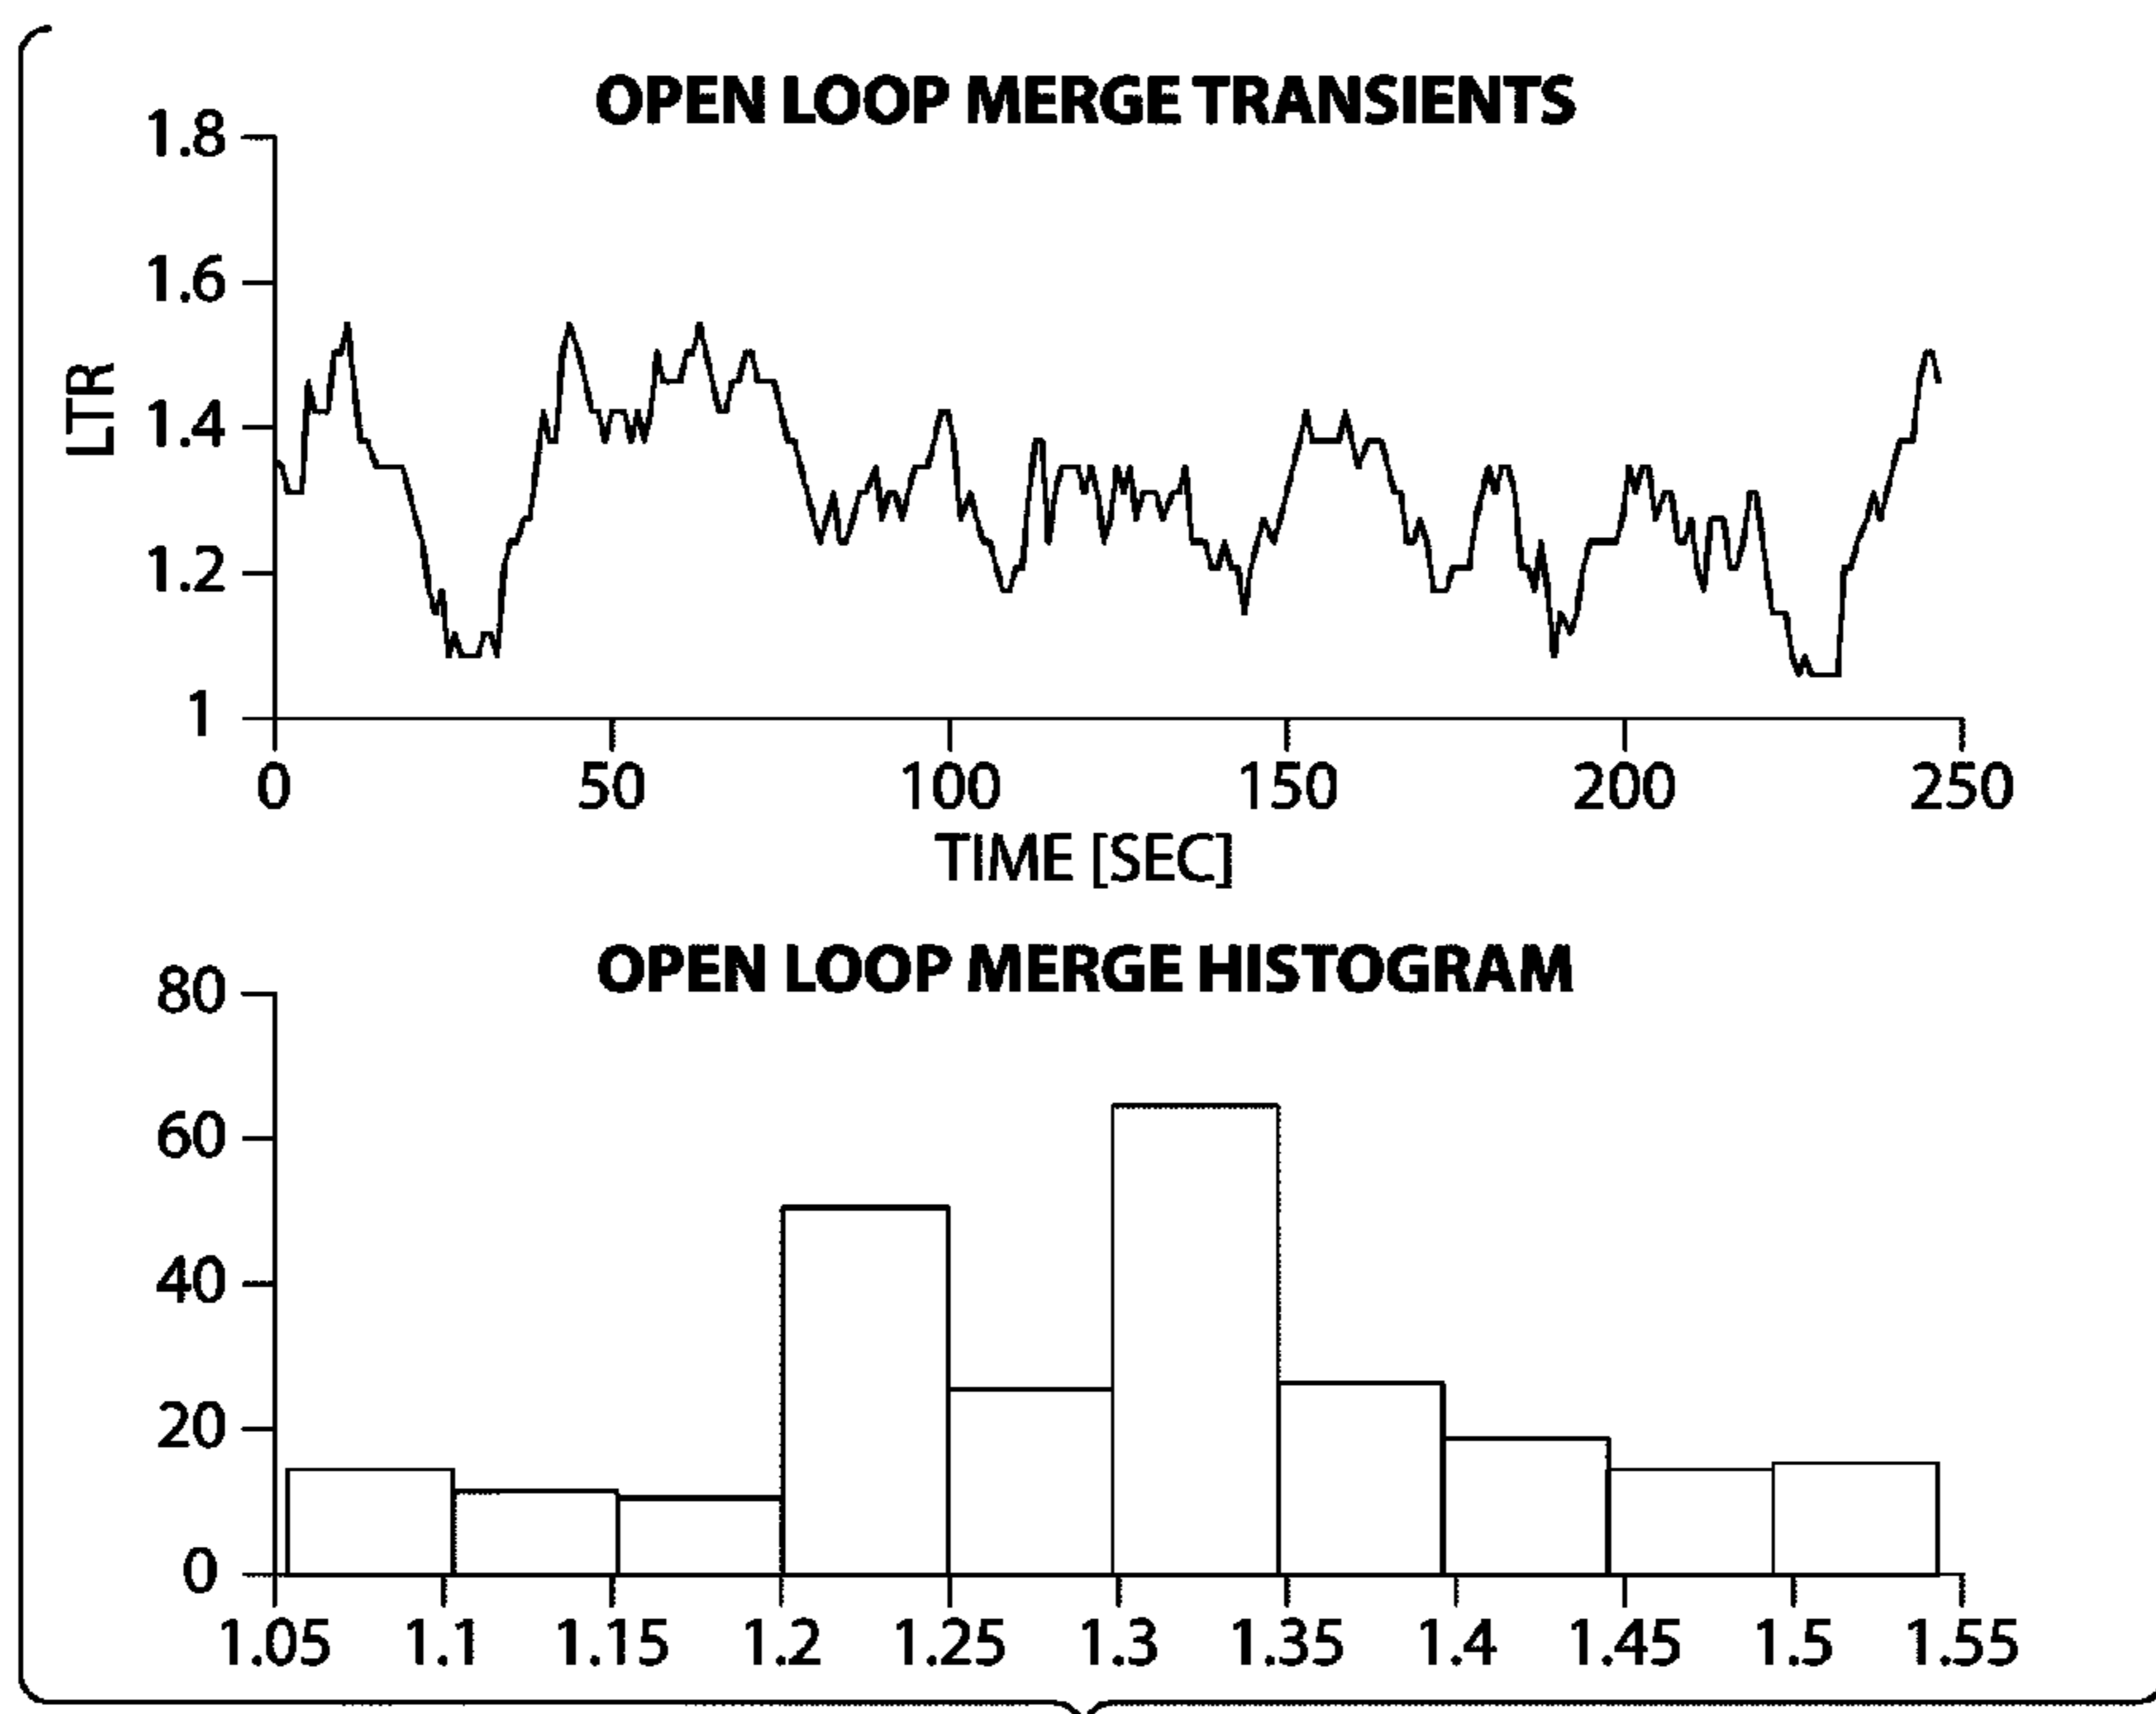 OPEN LOOP MERGE TRANSIENTS
1.8
1.6
1.4
1.2
1
LTR
0 50 100 150 200 250
TIME [SEC]
OPEN LOOP MERGE HISTOGRAM
80
60
40
20
0
1.05 1.1 1.15 1.2 1.25 1.3 1.35 1.4 1.45 1.5 1.55